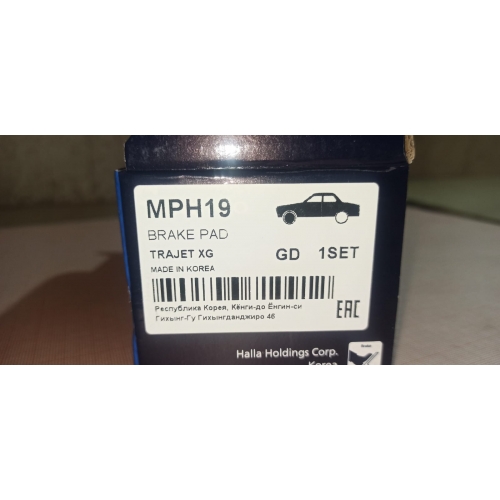 MPH19
BRAKE PAD
TRAJET XG
GD 1SET
MADE IN KOREA
Республика Корея, Кёнги-до Ёнгин-си
Гихынг-Гу Гихынгданджиро 46
EAC
Halla Holdings Corp.
Korea